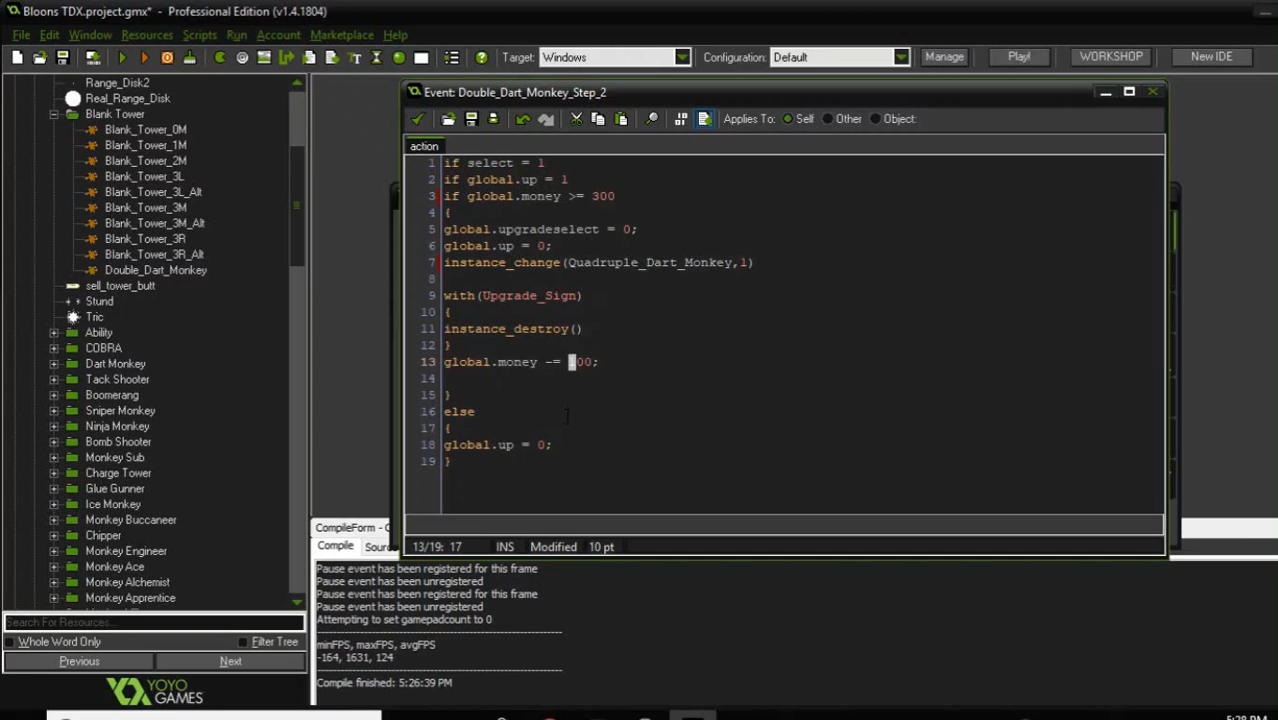 Bloons TDX.project.gmx* - Professional Edition (v1.4.1804)
File Edit Window Resources Scripts Run Account Marketplace Help
Target: Windows Configuration: Default Manage Play! WORKSHOP New IDE
Range_Disk2
Real_Range_Disk
Blank Tower
Blank_Tower_0M
Blank_Tower_1M
Blank_Tower_2M
Blank_Tower_3L
Blank_Tower_3L_Alt
Blank_Tower_3M
Blank_Tower_3M_Alt
Blank_Tower_3R
Blank_Tower_3R_Alt
Double_Dart_Monkey
sell_tower_butt
Stund
Tric
Ability
COBRA
Dart Monkey
Tack Shooter
Boomerang
Sniper Monkey
Ninja Monkey
Bomb Shooter
Monkey Sub
Charge Tower
Glue Gunner
Ice Monkey
Monkey Buccaneer
Chipper
Monkey Engineer
Monkey Ace
Monkey Alchemist
Monkey Apprentice
Search For Resources...
Whole Word Only Filter Tree
Previous Next
YOYO
GAMES
Event: Double_Dart_Monkey_Step_2
Applies To: Self Other Object:
action
1 if select = 1
2 if global.up = 1
3 if global.money >= 300
4 {
5 global.upgradeselect = 0;
6 global.up = 0;
7 instance_change(Quadruple_Dart_Monkey,1)
8
9 with(Upgrade_Sign)
10 {
11 instance_destroy()
12 }
13 global.money -= 00;
14
15 }
16 else
17 {
18 global.up = 0;
19 }
13/19: 17 INS Modified 10 pt
CompileForm - C
Compile Sourc
Pause event has been registered for this frame
Pause event has been unregistered
Pause event has been registered for this frame
Pause event has been unregistered
Attempting to set gamepadcount to 0
minFPS, maxFPS, avgFPS
-164, 1631, 124
Compile finished: 5:26:39 PM